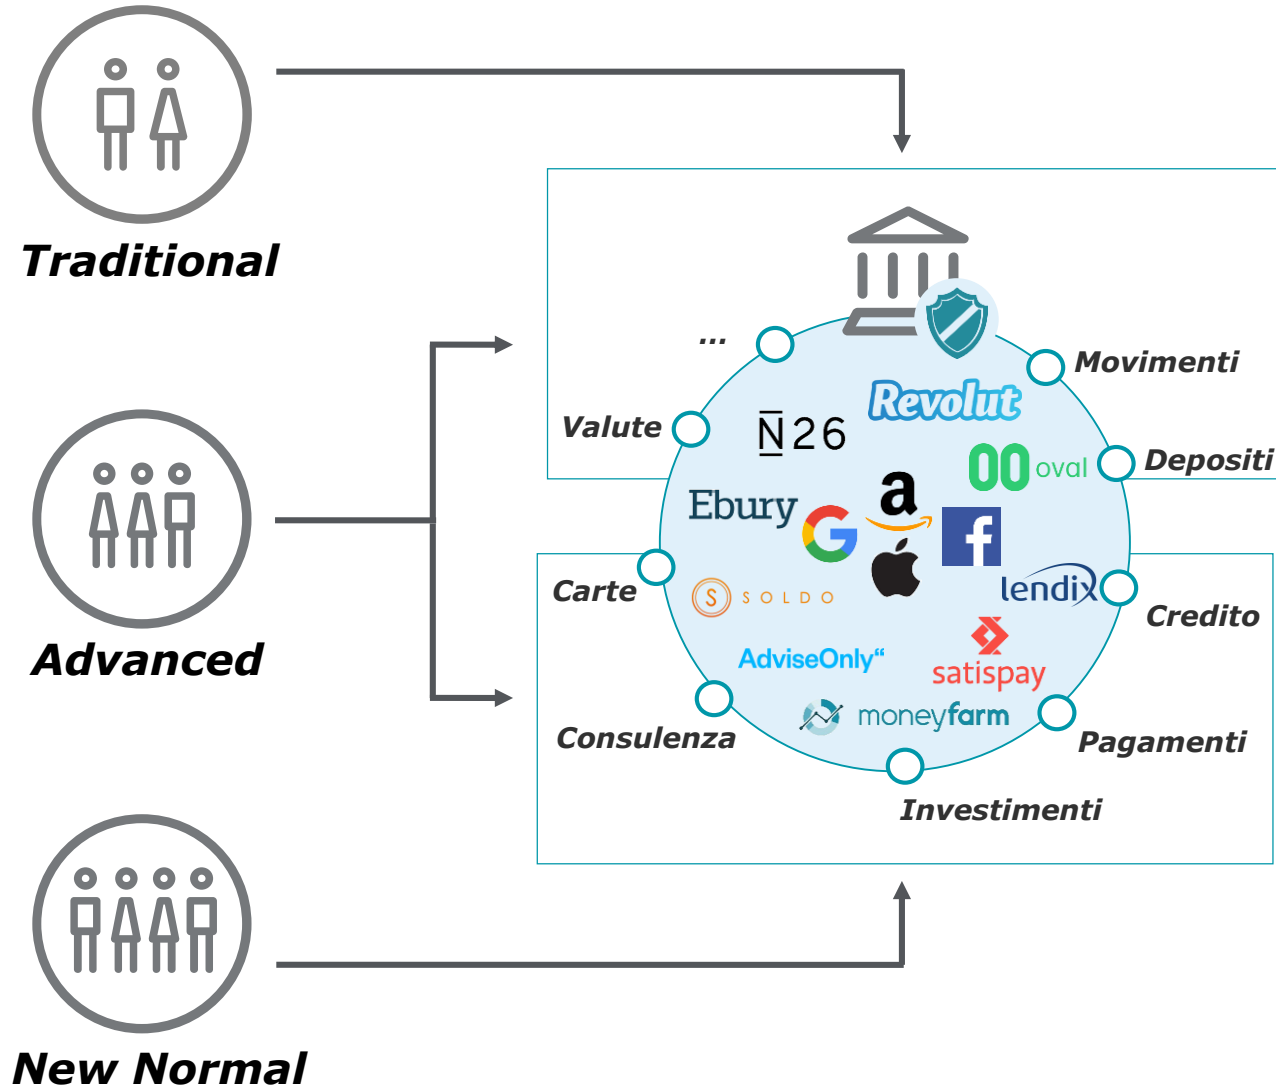 Traditional
...
Movimenti
Revolut
Valute
N26
Depositi
oval
Ebury
a
G
f
Carte
lendix
S SOLDO
Credito
Advanced
AdviseOnly“
satispay
moneyfarm
Consulenza
Pagamenti
Investimenti
New Normal